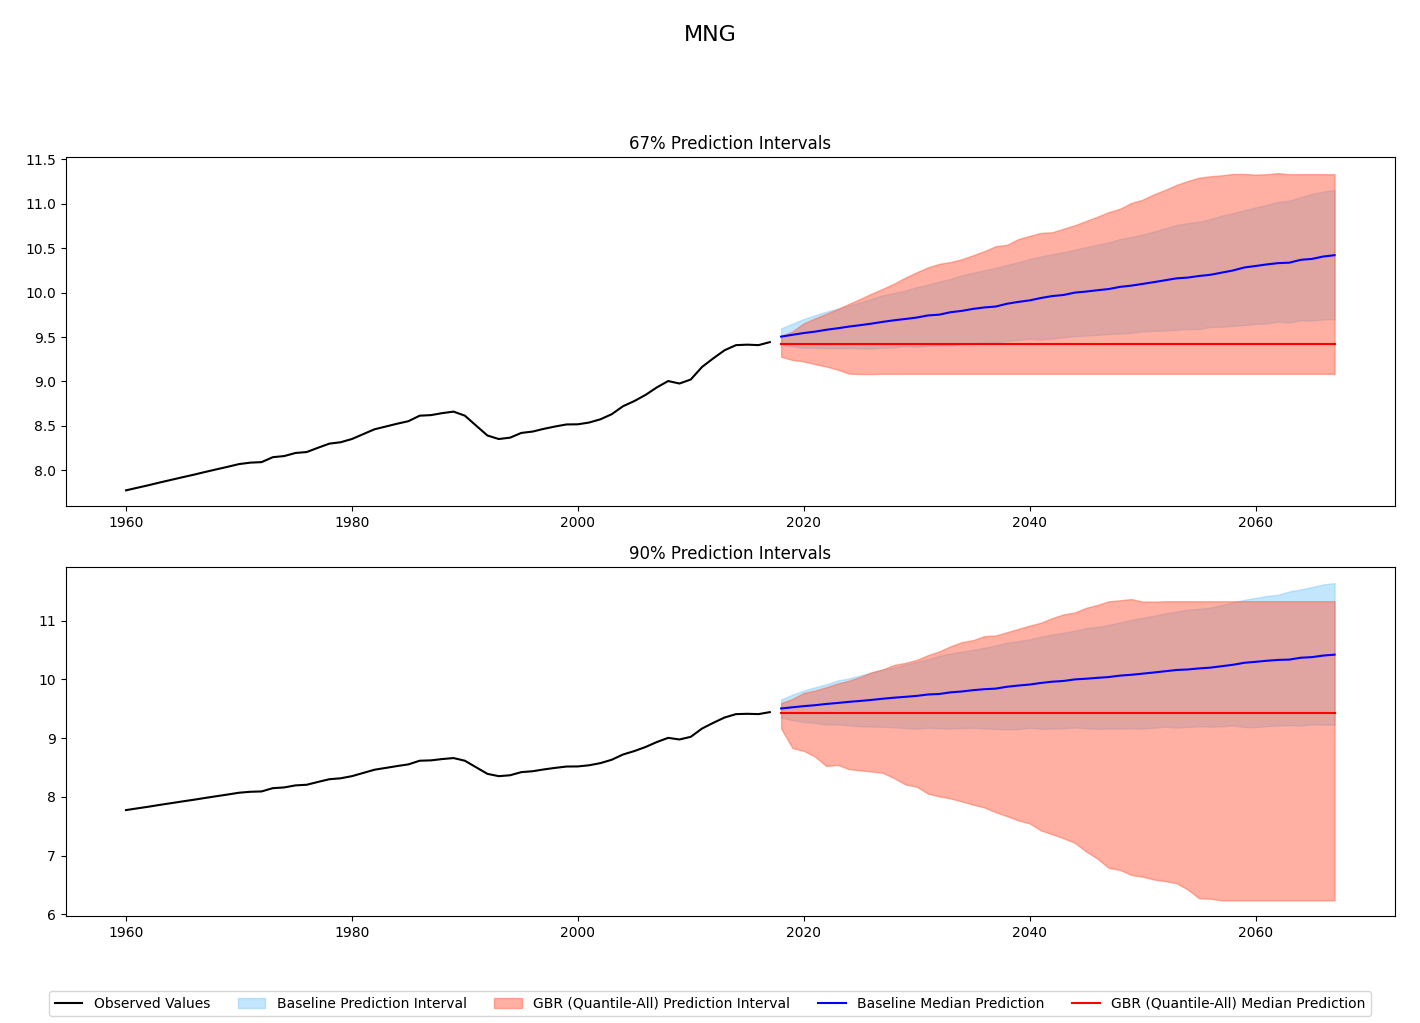 MNG
67% Prediction Intervals
11.5
11.0
10.5
10.0
9.5
9.0
8.5
8.0
1960 1980 2000 2020 2040 2060
90% Prediction Intervals
11
10
9
8
7
6
1960 1980 2000 2020 2040 2060
Observed Values Baseline Prediction Interval GBR (Quantile-All) Prediction Interval Baseline Median Prediction GBR (Quantile-All) Median Prediction